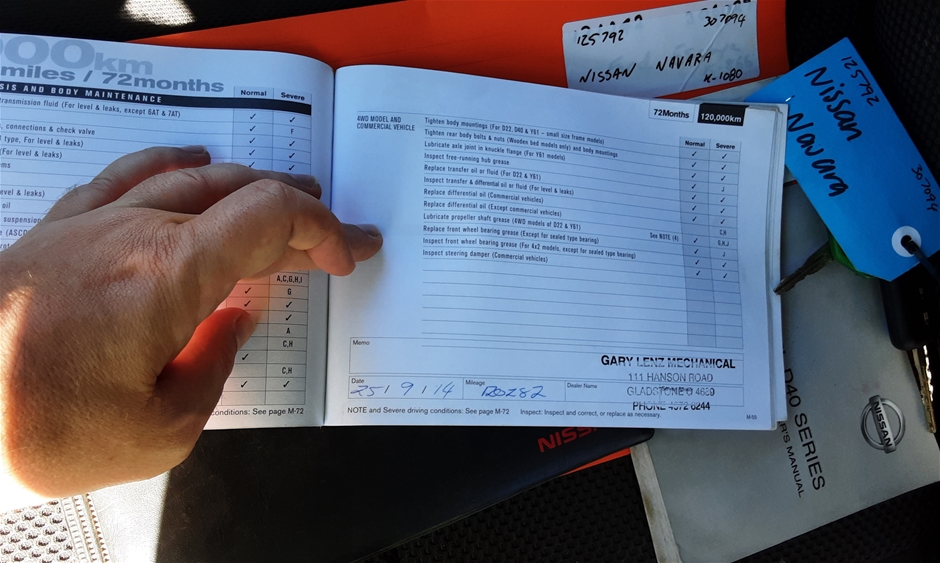 000km
miles / 72months
SIS AND BODY MAINTENANCE
Normal
Severe
transmission fluid (For level & leaks, except 6AT & 7AT)
, connections & check valve
F
type, For level & leaks)
(For level & leaks)
ems
evel & leaks)
oil
suspension
e (ASCD
A,C,G,H,I
G
A
C,H
C,H
conditions: See page M-72
4WD MODEL AND
COMMERCIAL VEHICLE
72Months
120,000km
Normal
Severe
Tighten body mountings (For D22, D40 & Y61 - small size frame models)
Tighten rear body bolts & nuts (Wooden bed models only) and body mountings
Lubricate axle joint in knuckle flange (For Y61 models)
Inspect free-running hub grease
Replace transfer oil or fluid (For D22 & Y61)
Inspect transfer & differential oil or fluid (For level & leaks)
Replace differential oil (Commercial vehicles)
Replace differential oil (Except commercial vehicles)
Lubricate propeller shaft grease (4WD models of D22 & Y61)
Replace front wheel bearing grease (Except for sealed type bearing)
See NOTE (6)
Inspect front wheel bearing grease (For 4x2 models, except for sealed type bearing)
Inspect steering damper (Commercial vehicles)
C,H
G,H,J
Memo
Date
25/9/14
Mileage
120282
Dealer Name
GARY LENZ MECHANICAL
111 HANSON ROAD
GLADSTONE Q 4680
PHONE 4972 6244
NOTE and Severe driving conditions: See page M-72
Inspect: Inspect and correct, or replace as necessary.
125792
307094
NISSAN NAVARA
K-1080
125792
Nissan
Navara
307094
NISSAN
D40 SERIES
R'S MANUAL
NISSAN